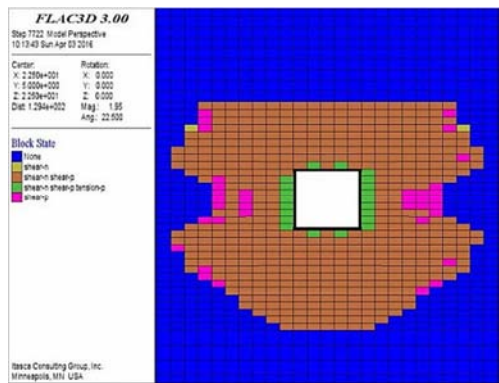 FLAC3D 3.00
Step 7722 Model Perspective
10:13:43 Sun Apr 03 2016
Center: Rotation:
X: 2.250e+001 X: 0.000
Y: 5.000e+000 Y: 0.000
Z: 2.250e+001 Z: 0.000
Dist: 1.294e+002 Mag.: 1.95
Ang.: 22.500
Block State
None
shear-n
shear-n shear-p
shear-n shear-p tension-p
shear-p
Itasca Consulting Group, Inc.
Minneapolis, MN USA